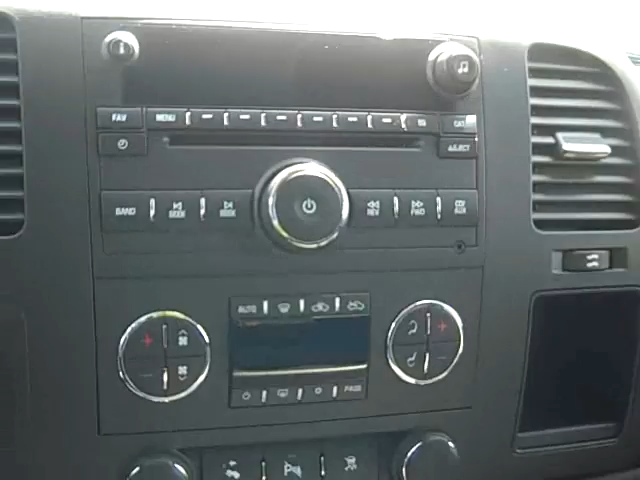 FAV MENU CAT
EJECT
BAND SEEK SEEK REV FWD CD/AUX
AUTO
PASS